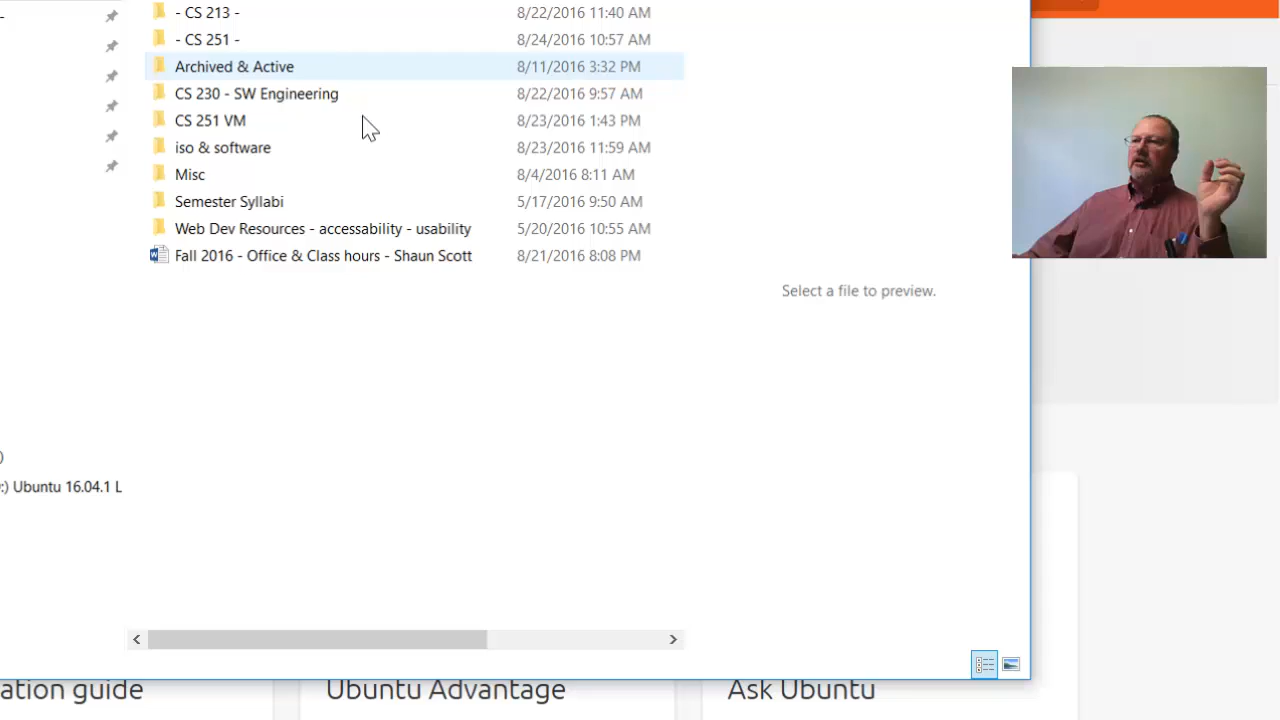 - CS 213 - 8/22/2016 11:40 AM
- CS 251 - 8/24/2016 10:57 AM
Archived & Active 8/11/2016 3:32 PM
CS 230 - SW Engineering 8/22/2016 9:57 AM
CS 251 VM 8/23/2016 1:43 PM
iso & software 8/23/2016 11:59 AM
Misc 8/4/2016 8:11 AM
Semester Syllabi 5/17/2016 9:50 AM
Web Dev Resources - accessability - usability 5/20/2016 10:55 AM
Fall 2016 - Office & Class hours - Shaun Scott 8/21/2016 8:08 PM
Select a file to preview.
)
:) Ubuntu 16.04.1 L
ation guide
Ubuntu Advantage
Ask Ubuntu